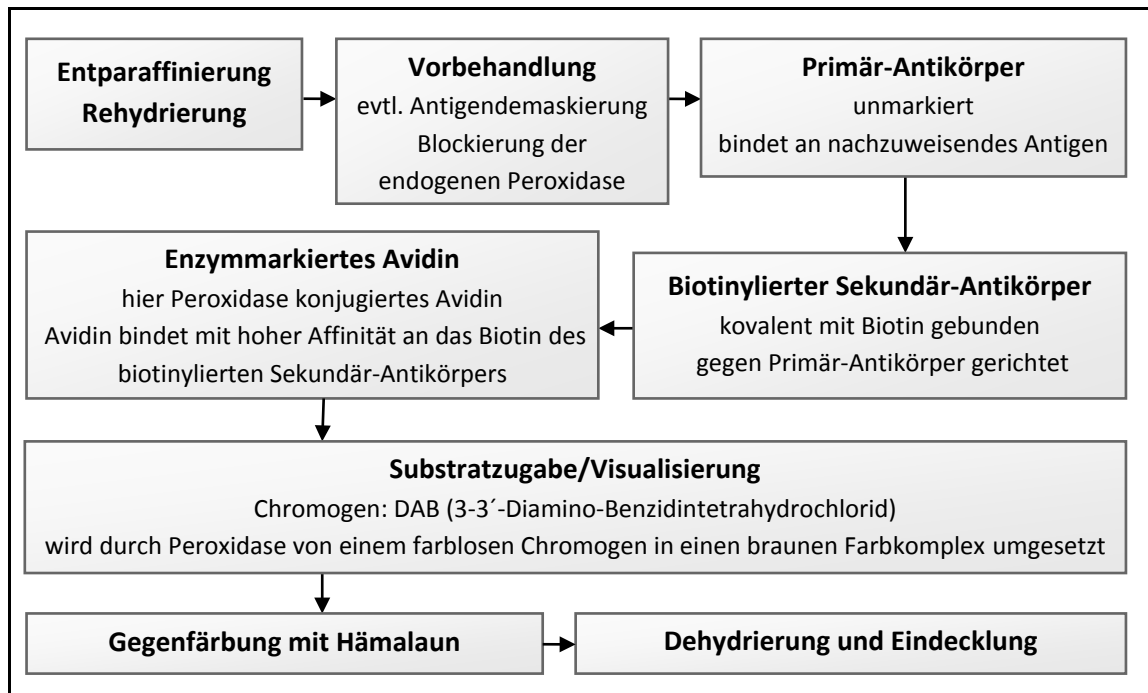 Entparaffinierung
Rehydrierung
Vorbehandlung
evtl. Antigendemaskierung
Blockierung der
endogenen Peroxidase
Primär-Antikörper
unmarkiert
bindet an nachzuweisendes Antigen
Biotinylierter Sekundär-Antikörper
kovalent mit Biotin gebunden
gegen Primär-Antikörper gerichtet
Enzymmarkiertes Avidin
hier Peroxidase konjugiertes Avidin
Avidin bindet mit hoher Affinität an das Biotin des
biotinylierten Sekundär-Antikörpers
Substratzugabe/Visualisierung
Chromogen: DAB (3-3´-Diamino-Benzidintetrahydrochlorid)
wird durch Peroxidase von einem farblosen Chromogen in einen braunen Farbkomplex umgesetzt
Gegenfärbung mit Hämalaun
Dehydrierung und Eindecklung